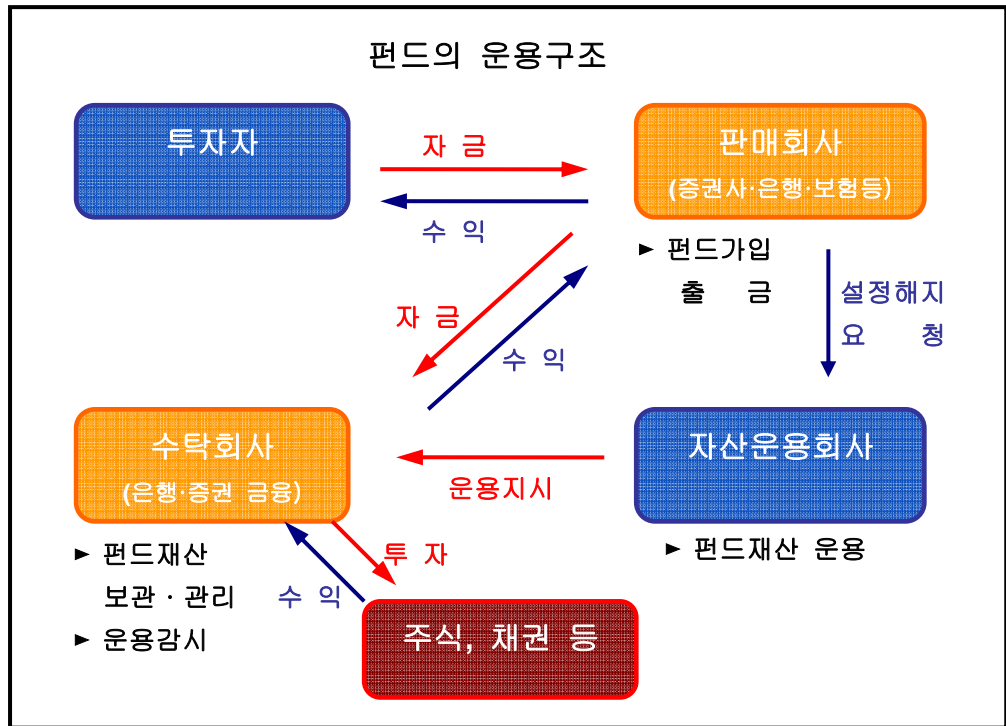 펀드의 운용구조
투자자
자 금
수 익
판매회사
(증권사·은행·보험등)
► 펀드가입
출 금
설정해지
요 청
자 금
수 익
수탁회사
(은행·증권 금융)
운용지시
자산운용회사
► 펀드재산 운용
► 펀드재산
보관 · 관리
► 운용감시
투 자
수 익
주식, 채권 등